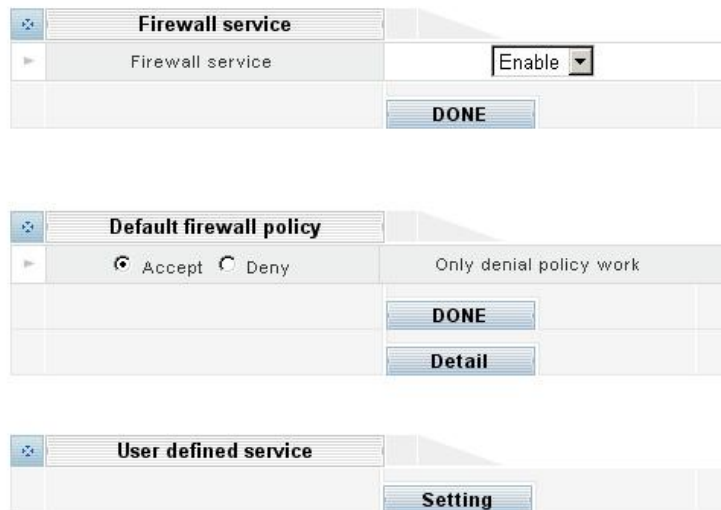 Firewall service
Firewall service Enable
DONE
Default firewall policy
Accept Deny Only denial policy work
DONE
Detail
User defined service
Setting